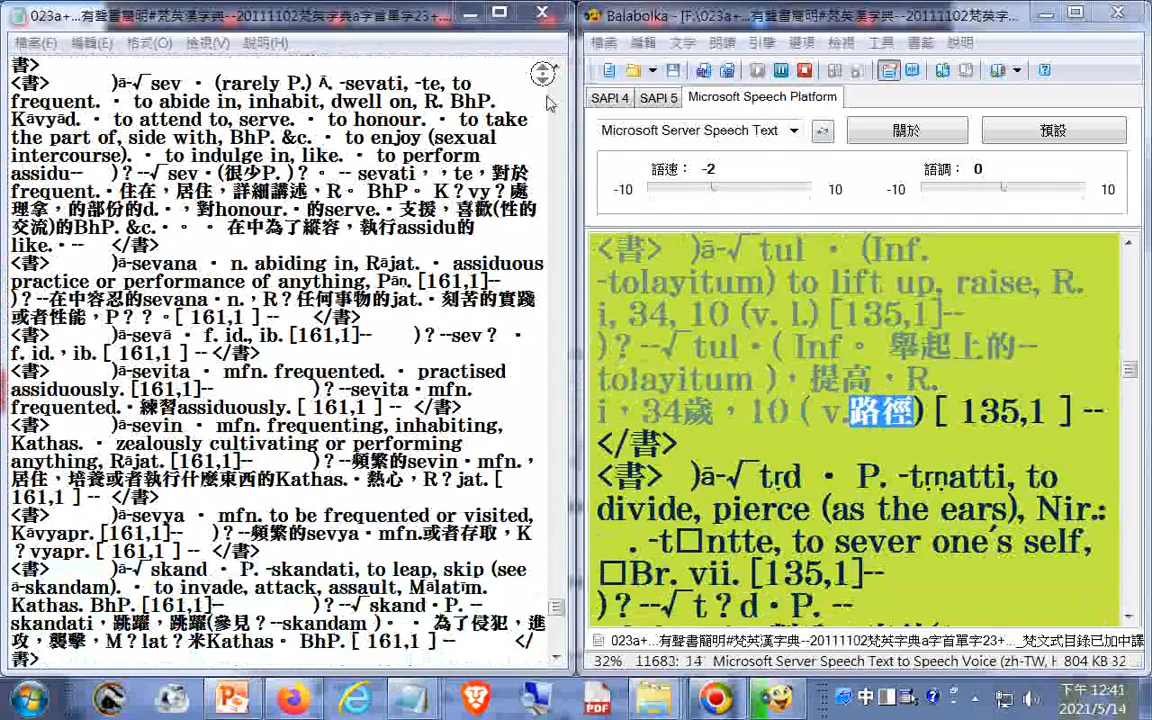 023a+...有聲書簡明#梵英漢字典--20111102梵英字典a字首單字23+...
檔案(F) 編輯(E) 格式(O) 檢視(V) 說明(H)
書>
<書> )ā-√ sev ‧ (rarely P.) Ā. -sevati, -te, to
frequent. ‧ to abide in, inhabit, dwell on, R. BhP.
Kāvyād. ‧ to attend to, serve. ‧ to honour. ‧ to take
the part of, side with, BhP. &c. ‧ to enjoy (sexual
intercourse). ‧ to indulge in, like. ‧ to perform
assidu-- )?--√ sev ‧(很少P. )?。 -- sevati,,te,對於
frequent.‧住在,居住,詳細講述,R。 BhP。 K?vy?處
理拿,的部份的d.‧,對honour.‧的serve.‧支援,喜歡(性的
交流)的BhP. &c.‧。‧ 在中為了縱容,執行assidu的
like.‧-- </書>
<書> )ā-sevana ‧ n. abiding in, Rājat. ‧ assiduous
practice or performance of anything, Pāṇ. [161,1]--
)?--在中容忍的sevana‧n.,R?任何事物的jat.‧刻苦的實踐
或者性能,P??。[ 161,1 ] -- </書>
<書> )ā-sevā ‧ f. id., ib. [161,1]-- )?--sev? ‧
f. id.,ib. [ 161,1 ] --</書>
<書> )ā-sevita ‧ mfn. frequented. ‧ practised
assiduously. [161,1]-- )?--sevita‧mfn.
frequented.‧練習assiduously. [ 161,1 ] -- </書>
<書> )ā-sevin ‧ mfn. frequenting, inhabiting,
Kathas. ‧ zealously cultivating or performing
anything, Rājat. [161,1]-- )?--頻繁的sevin‧mfn.,
居住,培養或者執行什麼東西的Kathas.‧熱心,R?jat. [
161,1 ] -- </書>
<書> )ā-sevya ‧ mfn. to be frequented or visited,
Kāvyapr. [161,1]-- )?--頻繁的sevya‧mfn.或者存取,K
?vyapr. [ 161,1 ] -- </書>
<書> )ā-√ skand ‧ P. -skandati, to leap, skip (see
ā-skandam). ‧ to invade, attack, assault, Mālatīm.
Kathas. BhP. [161,1]-- )?--√ skand‧P. --
skandati,跳躍,跳躍(參見?--skandam )‧‧ 為了侵犯,進
攻,襲擊,M?lat?米Kathas‧ BhP. [ 161,1 ] -- </
書>
Balabolka - [F:\023a+...有聲書簡明#梵英漢字典--20111102梵英字...
檔案 編輯 文字 朗讀 引擎 選項 檢視 工具 書籤 說明
SAPI 4 SAPI 5 Microsoft Speech Platform
Microsoft Server Speech Text 關於 預設
語速: -2 語調: 0
-10 10 -10 10
<書> )ā-√ tul ‧ (Inf.
-tolayitum) to lift up, raise, R.
i, 34, 10 (v. l.) [135,1]--
)?--√ tul‧( Inf。 舉起上的--
tolayitum ),提高,R.
i,34歲,10 ( v.路徑) [ 135,1 ] --
</書>
<書> )ā-√ tṛd ‧ P. -tṛṇatti, to
divide, pierce (as the ears), Nir.:
. -t□ntte, to sever one's self,
□Br. vii. [135,1]--
)?--√ t?d‧P. --
023a+...有聲書簡明#梵英漢字典--20111102梵英字典a字首單字23+..._梵文式目錄已加中譯
32% 11683: 14 Microsoft Server Speech Text to Speech Voice (zh-TW, 804 KB 32
中
下午 12:41
2021/5/14